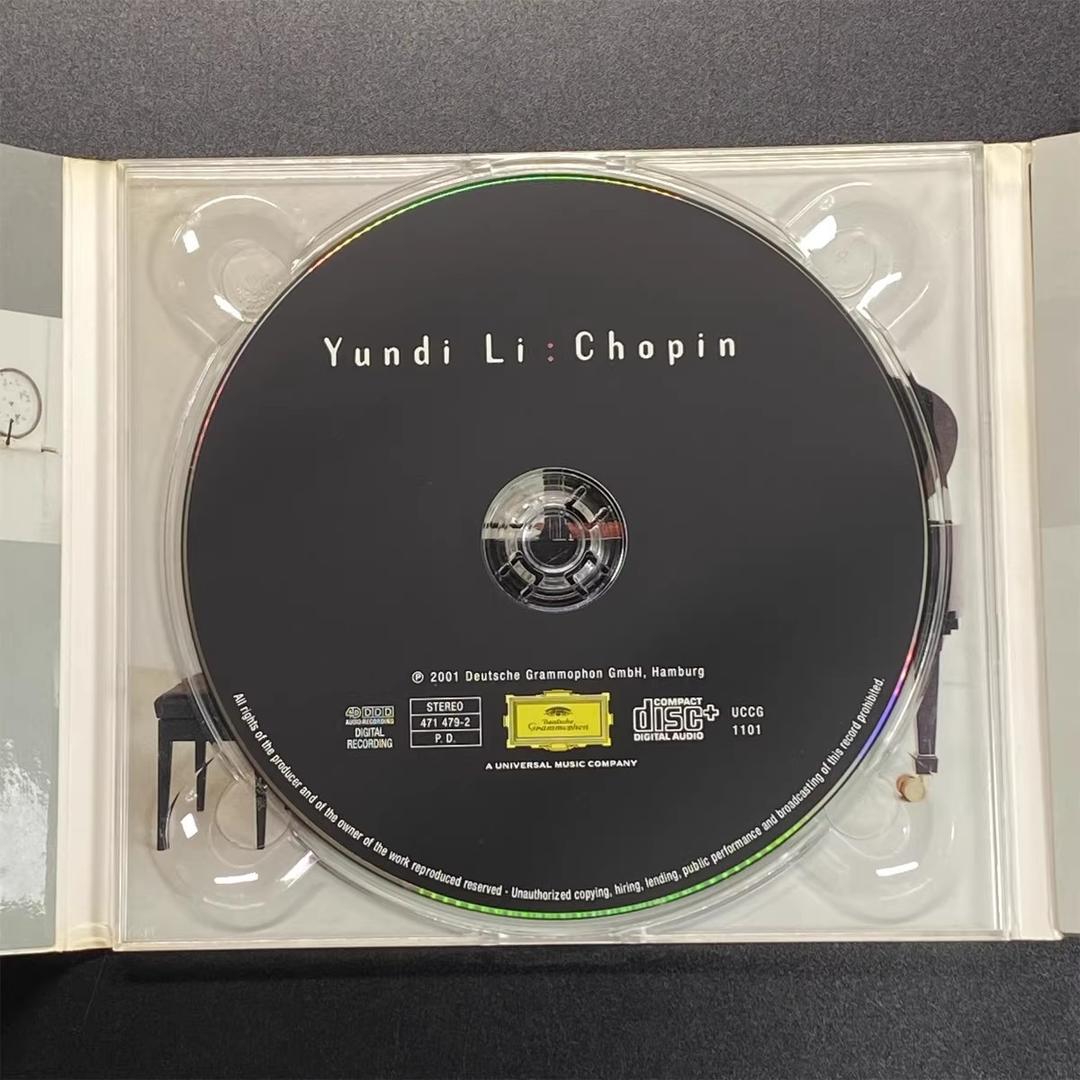 Yundi Li : Chopin
℗ 2001 Deutsche Grammophon GmbH, Hamburg
4D DDD
AUDIO RECORDING
DIGITAL
RECORDING
STEREO
471 479-2
P. D.
Deutsche
Grammophon
COMPACT
disc+
DIGITAL AUDIO
UCCG
1101
A UNIVERSAL MUSIC COMPANY
All rights of the producer and of the owner of the work reproduced reserved · Unauthorized copying, hiring, lending, public performance and broadcasting of this record prohibited.